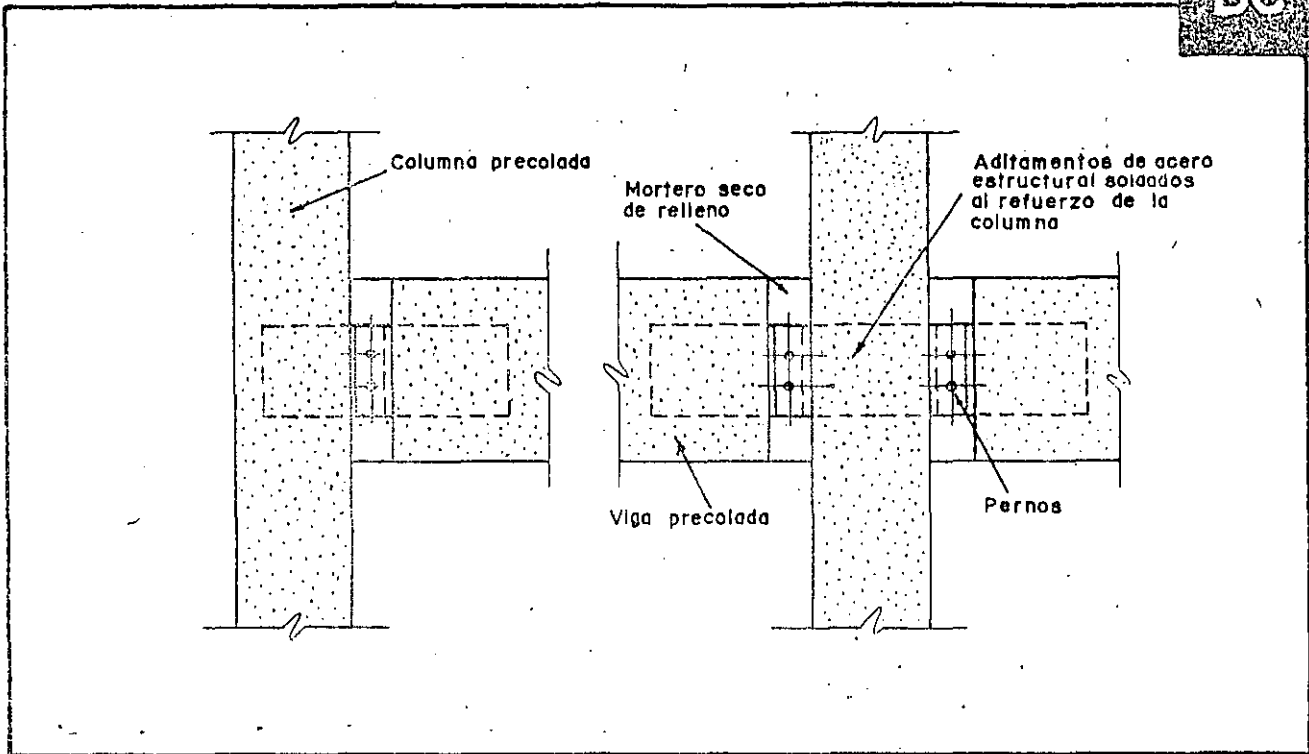 Columna precolada
Mortero seco
de relleno
Aditamentos de acero
estructural soldados
al refuerzo de la
columna
Viga precolada
Pernos